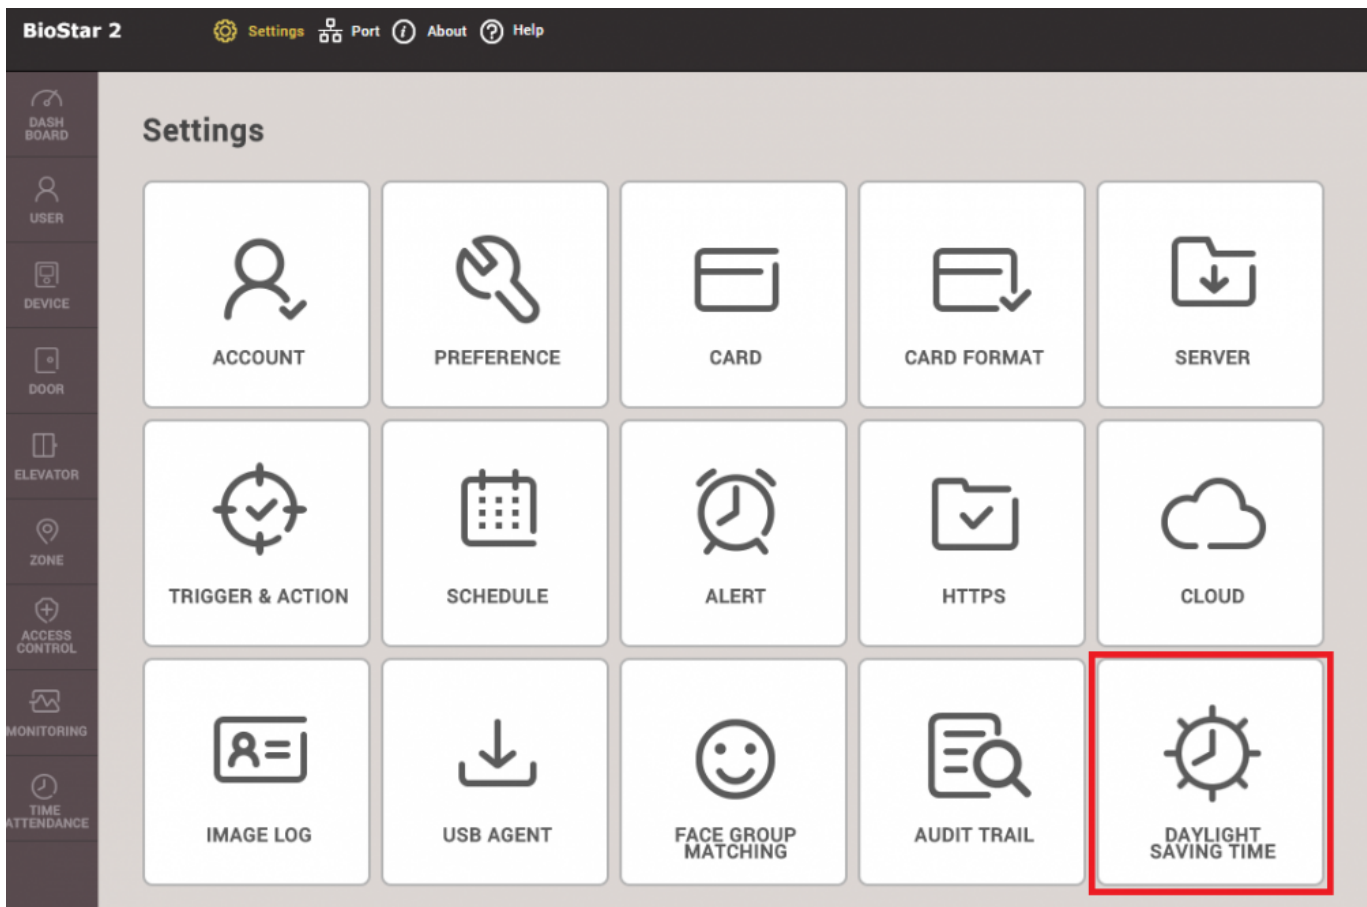 BioStar 2
Settings
Port
About
Help
DASH
BOARD
USER
DEVICE
DOOR
ELEVATOR
ZONE
ACCESS
CONTROL
MONITORING
TIME
ATTENDANCE
Settings
ACCOUNT
PREFERENCE
CARD
CARD FORMAT
SERVER
TRIGGER & ACTION
SCHEDULE
ALERT
HTTPS
CLOUD
IMAGE LOG
USB AGENT
FACE GROUP
MATCHING
AUDIT TRAIL
DAYLIGHT
SAVING TIME